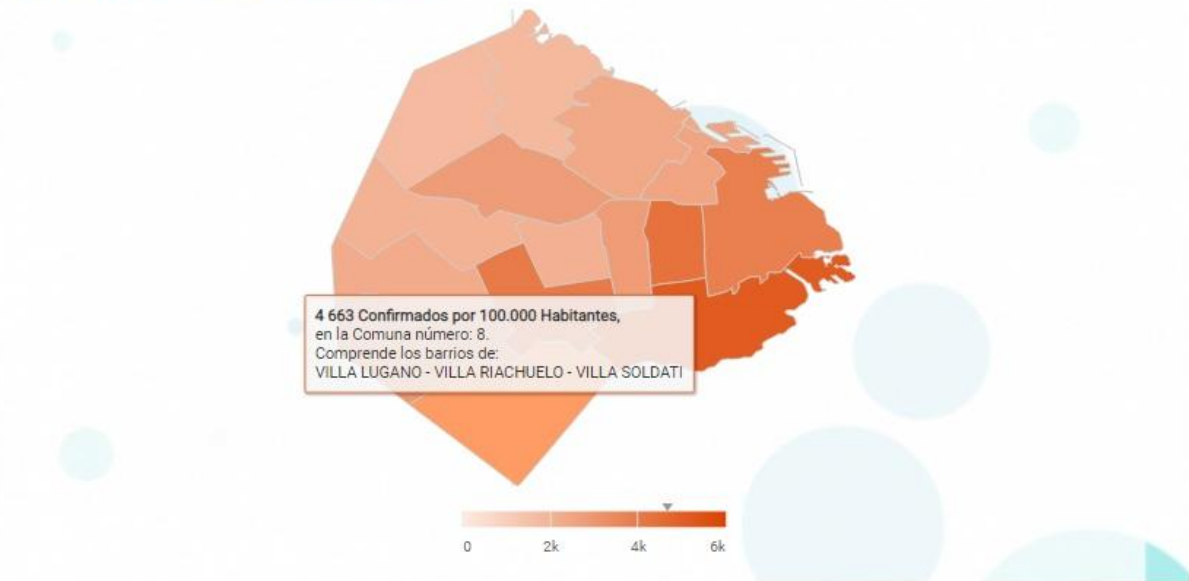 4 663 Confirmados por 100.000 Habitantes,
en la Comuna número: 8.
Comprende los barrios de:
VILLA LUGANO - VILLA RIACHUELO - VILLA SOLDATI
0 2k 4k 6k